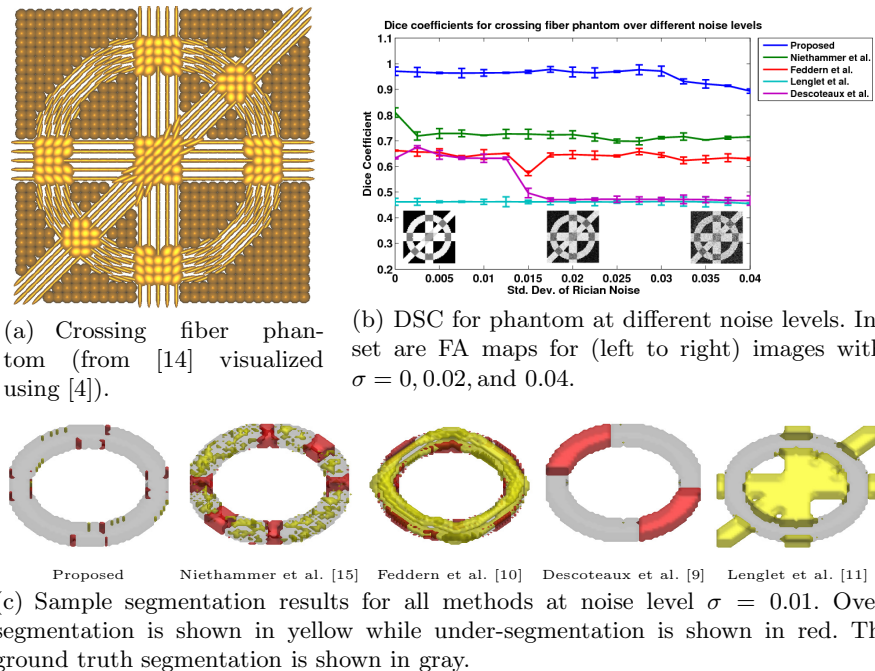 Dice coefficients for crossing fiber phantom over different noise levels
1.1
1
0.9
0.8
0.7
0.6
0.5
0.4
0.3
0.2
Dice Coefficient
0
0.005
0.01
0.015
0.02
0.025
0.03
0.035
0.04
Std. Dev. of Rician Noise
Proposed
Niethammer et al.
Feddern et al.
Lenglet et al.
Descoteaux et al.
(a) Crossing fiber phan-
tom (from [14] visualized
using [4]).
(b) DSC for phantom at different noise levels. In-
set are FA maps for (left to right) images with
σ = 0, 0.02, and 0.04.
Proposed
Niethammer et al. [15]
Feddern et al. [10]
Descoteaux et al. [9]
Lenglet et al. [11]
(c) Sample segmentation results for all methods at noise level σ = 0.01. Over
segmentation is shown in yellow while under-segmentation is shown in red. Th
ground truth segmentation is shown in gray.